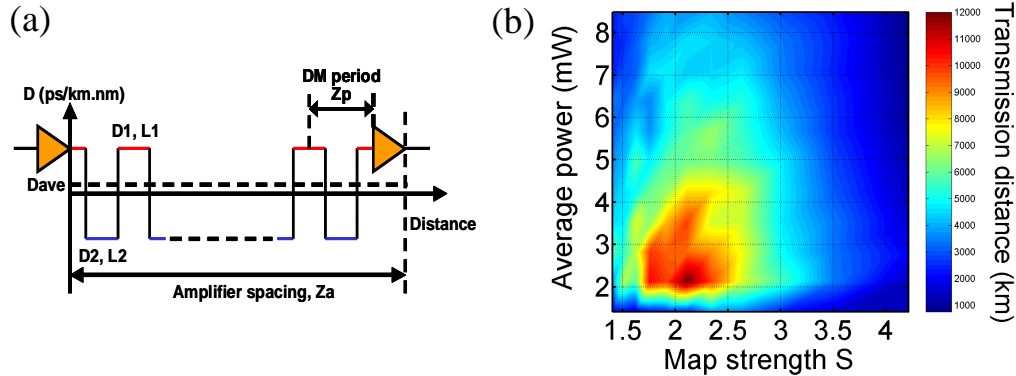 (a)
D (ps/km.nm)
DM period
Zp
D1, L1
Dave
Distance
D2, L2
Amplifier spacing, Za
(b)
Average power (mW)
8
7
6
5
4
3
2
1.5 2 2.5 3 3.5 4
Map strength S
12000
11000
10000
9000
8000
7000
6000
5000
4000
3000
2000
1000
Transmission distance (km)